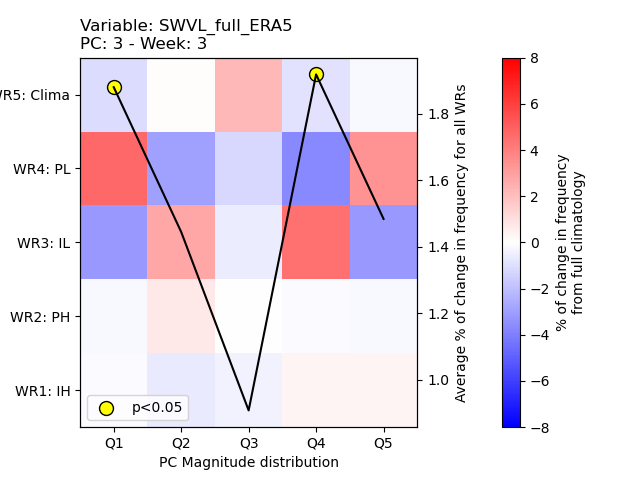 Variable: SWVL_full_ERA5
PC: 3 - Week: 3
WR5: Clima
WR4: PL
WR3: IL
WR2: PH
WR1: IH
p<0.05
Q1 Q2 Q3 Q4 Q5
PC Magnitude distribution
1.8
1.6
1.4
1.2
1.0
Average % of change in frequency for all WRs
8
6
4
2
0
−2
−4
−6
−8
% of change in frequency
from full climatology